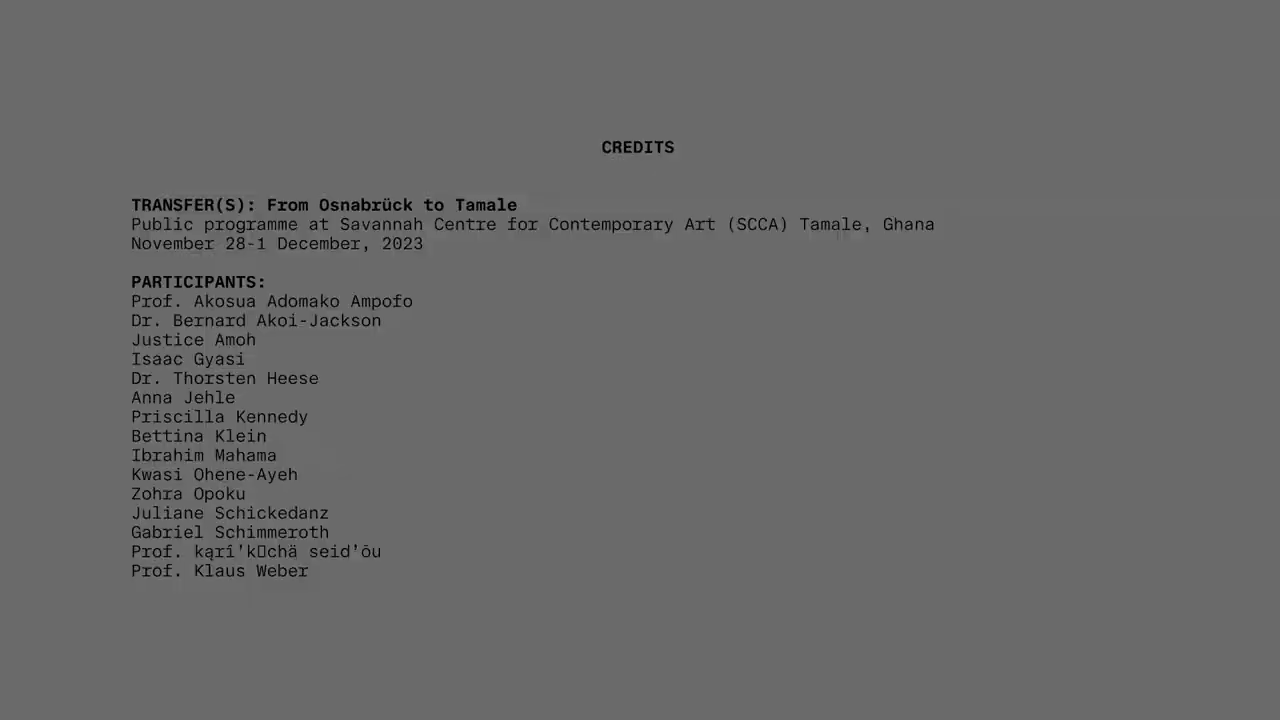 CREDITS
TRANSFER(S): From Osnabrück to Tamale
Public programme at Savannah Centre for Contemporary Art (SCCA) Tamale, Ghana
November 28-1 December, 2023
PARTICIPANTS:
Prof. Akosua Adomako Ampofo
Dr. Bernard Akoi-Jackson
Justice Amoh
Isaac Gyasi
Dr. Thorsten Heese
Anna Jehle
Priscilla Kennedy
Bettina Klein
Ibrahim Mahama
Kwasi Ohene-Ayeh
Zohra Opoku
Juliane Schickedanz
Gabriel Schimmeroth
Prof. kąrî'k▯chä seid'ōu
Prof. Klaus Weber